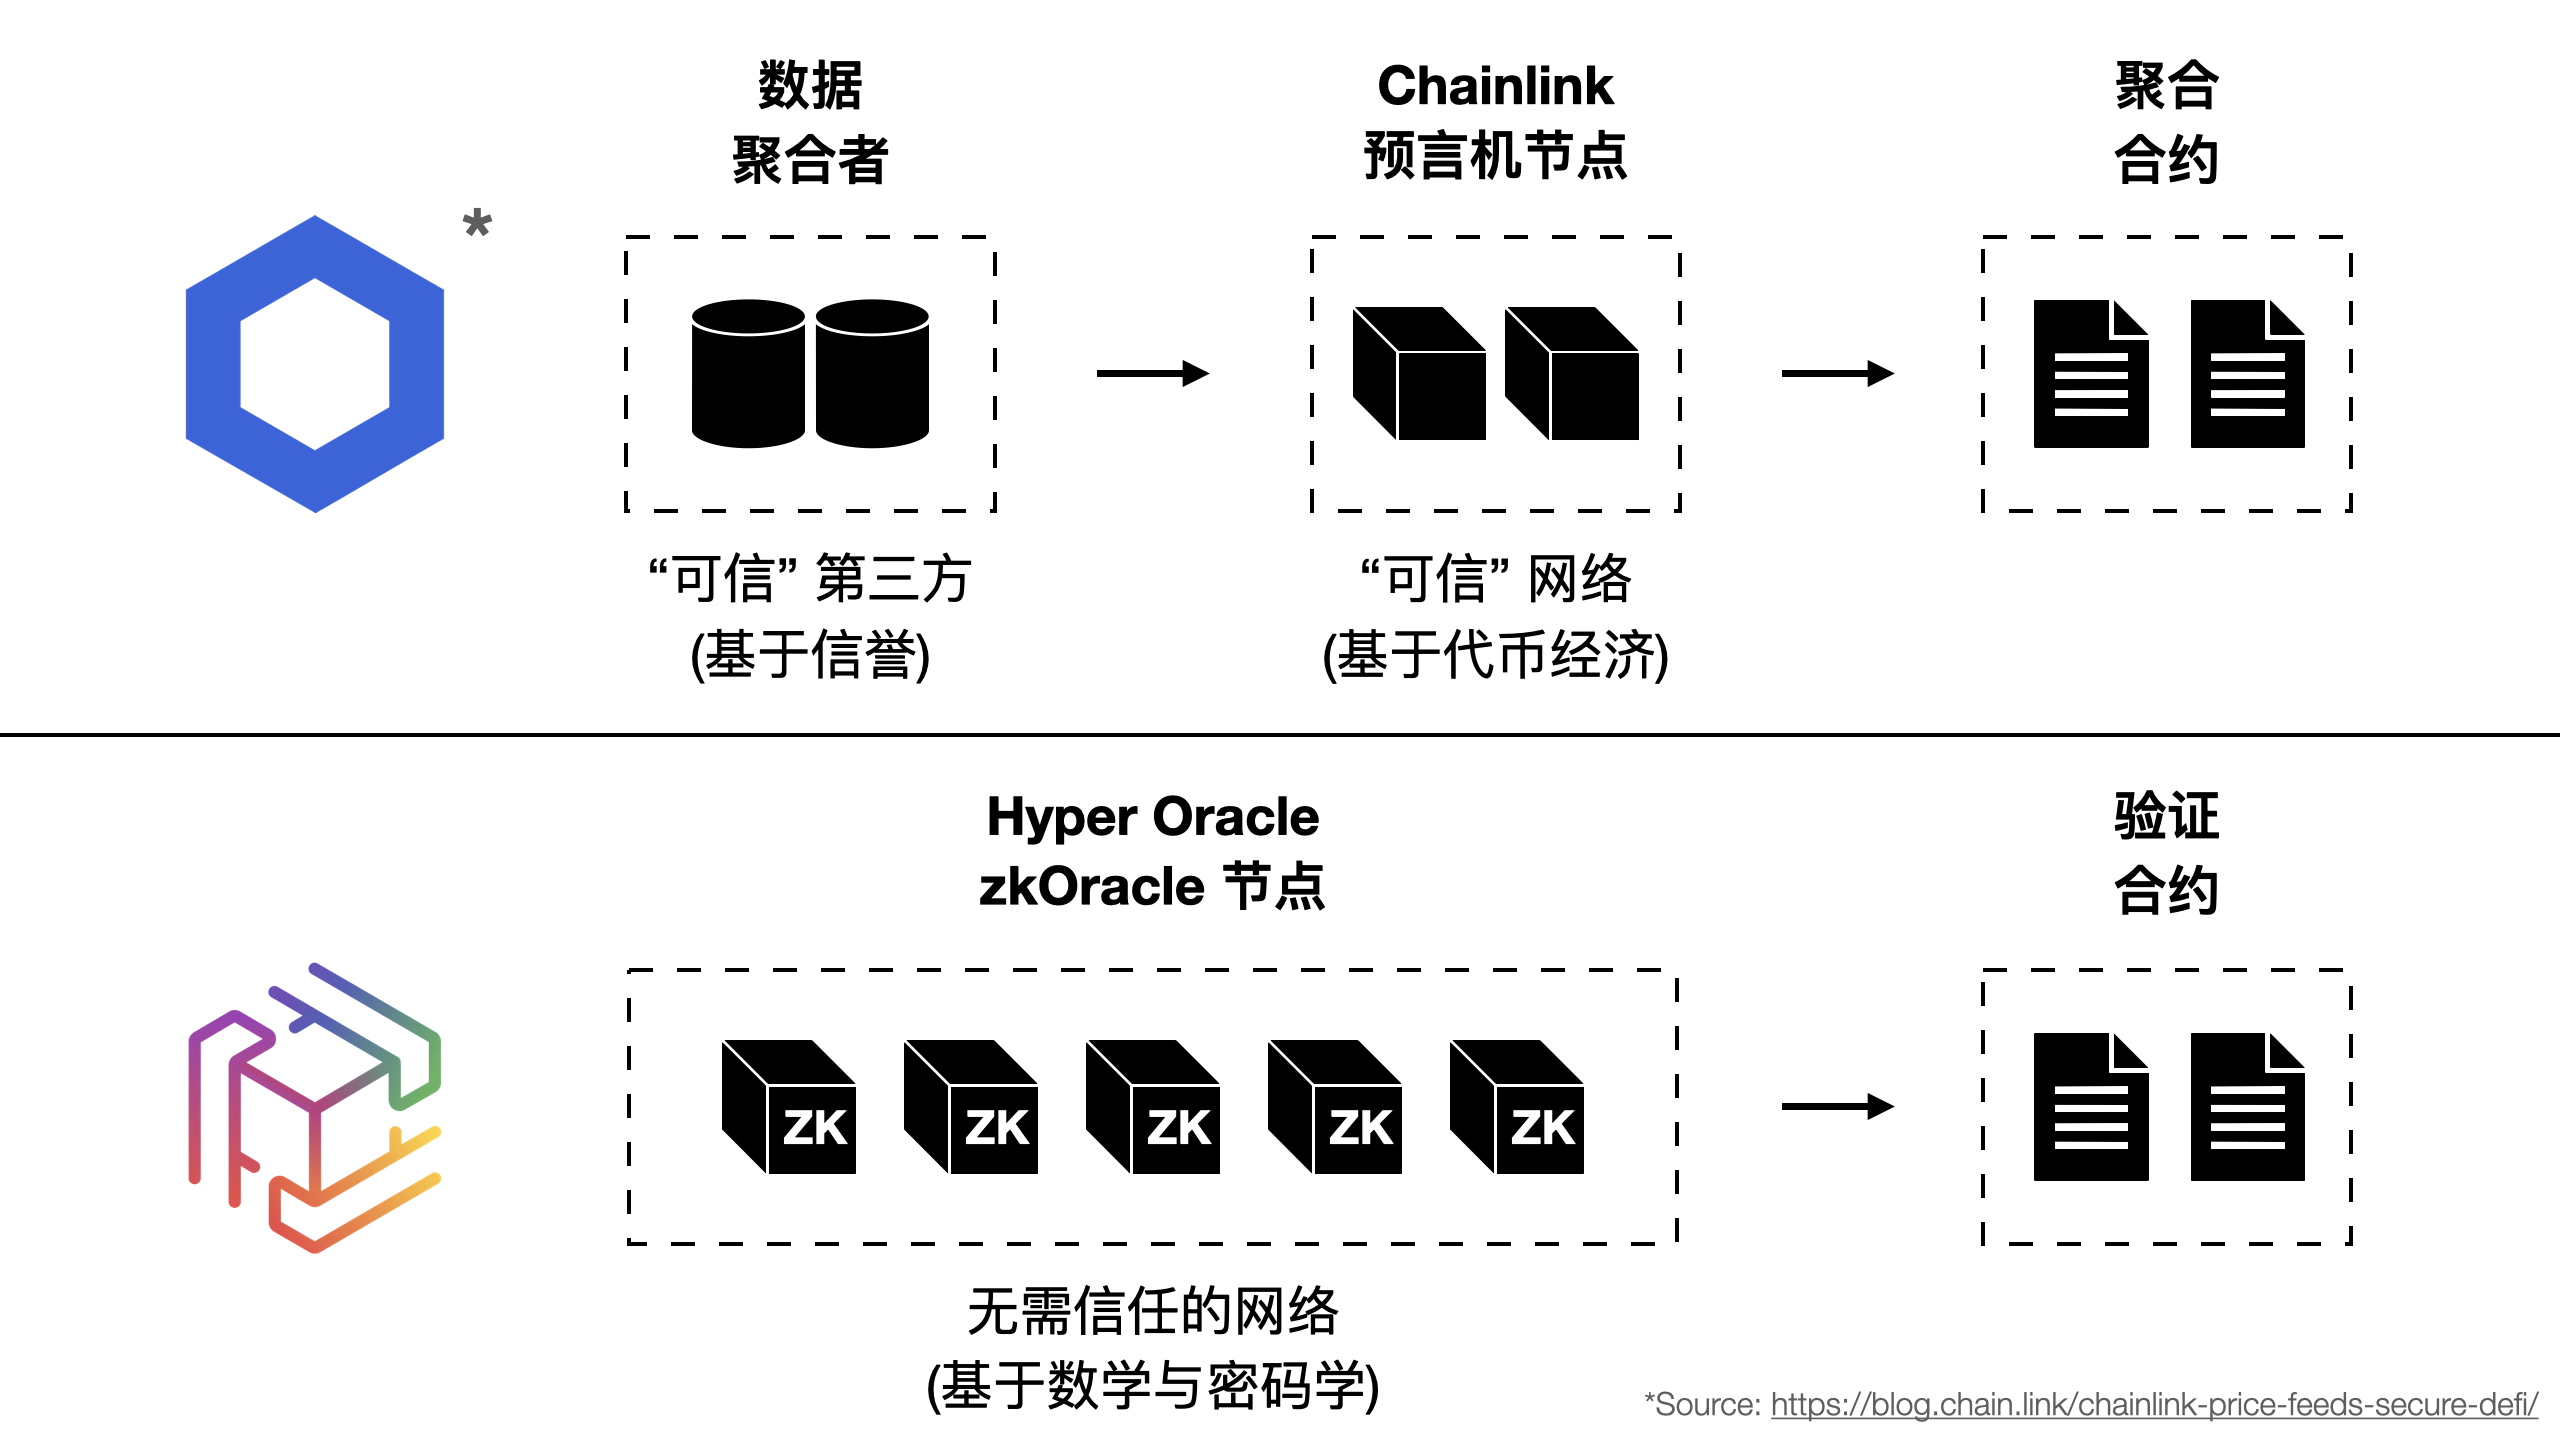 数据
聚合者
Chainlink
预言机节点
聚合
合约
*
“可信” 第三方
(基于信誉)
“可信” 网络
(基于代币经济)
Hyper Oracle
zkOracle 节点
验证
合约
ZK
ZK
ZK
ZK
ZK
无需信任的网络
(基于数学与密码学)
*Source: https://blog.chain.link/chainlink-price-feeds-secure-defi/